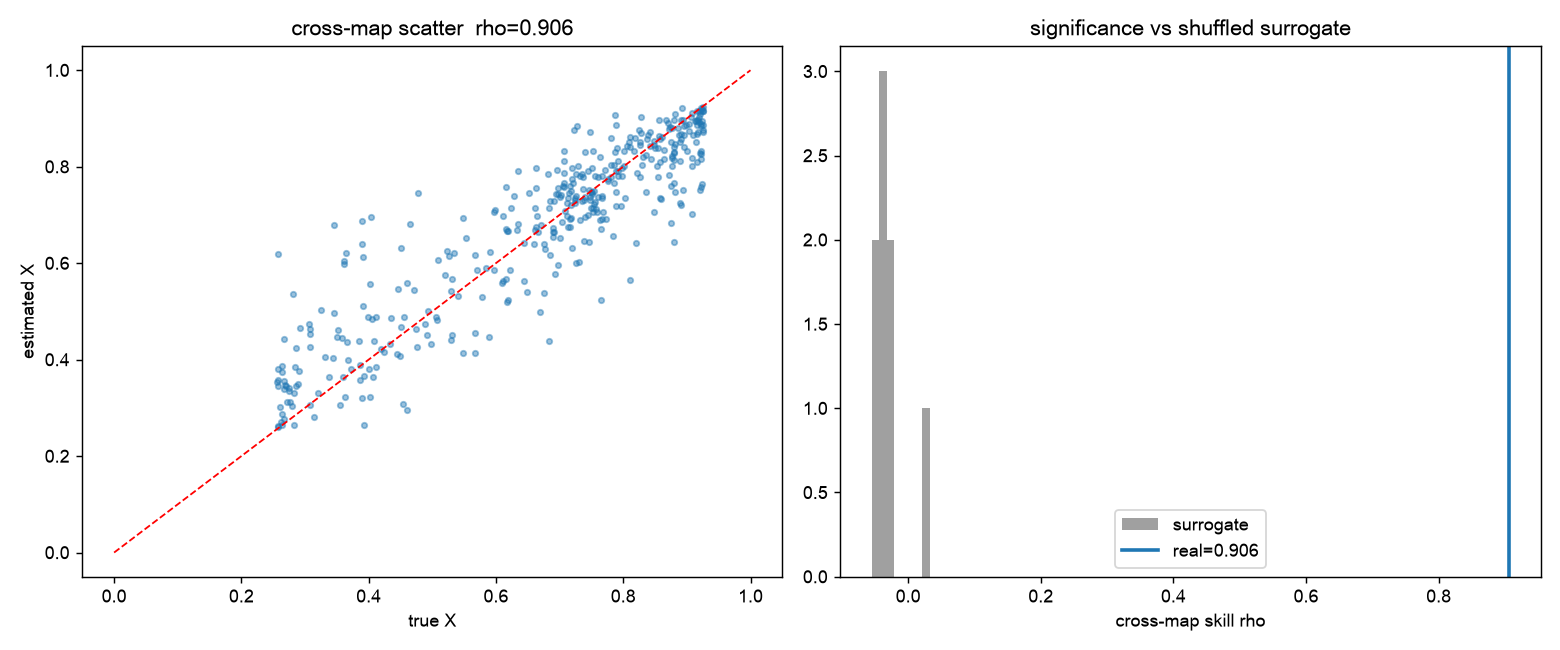 cross-map scatter  rho=0.906
1.0
0.8
0.6
0.4
0.2
0.0
estimated X
0.0 0.2 0.4 0.6 0.8 1.0
true X
significance vs shuffled surrogate
3.0
2.5
2.0
1.5
1.0
0.5
0.0
surrogate
real=0.906
0.0 0.2 0.4 0.6 0.8
cross-map skill rho